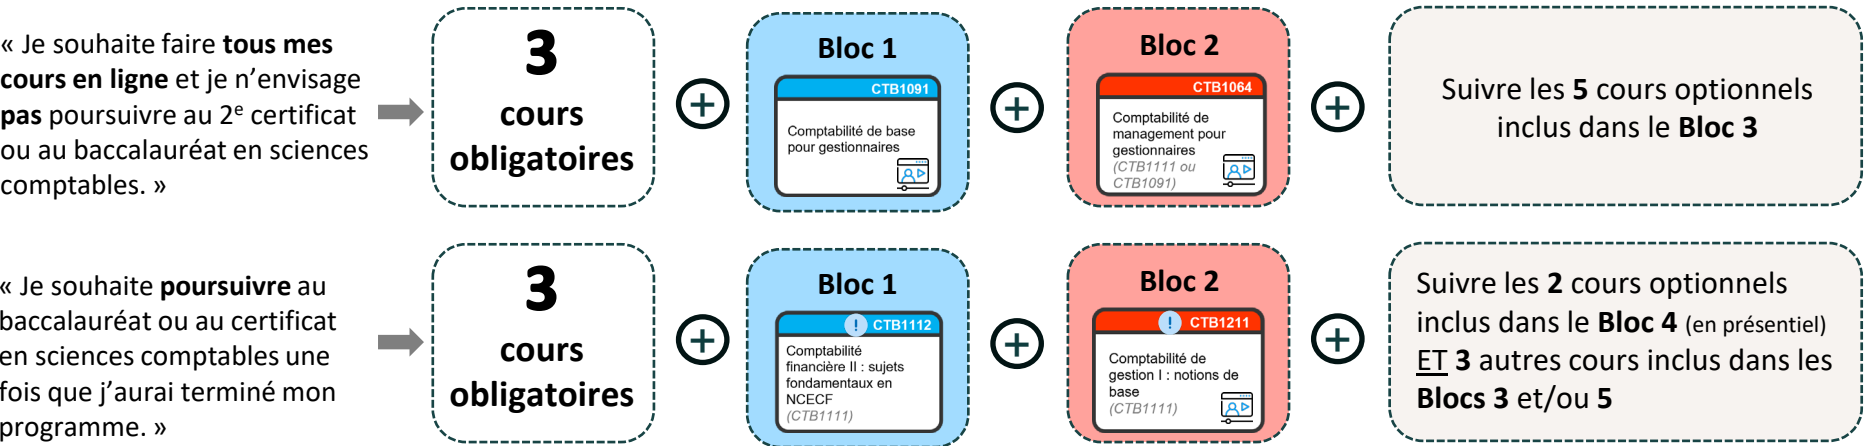 « Je souhaite faire tous mes
cours en ligne et je n’envisage
pas poursuivre au 2e certificat
ou au baccalauréat en sciences
comptables. »
3
cours
obligatoires
+
Bloc 1
CTB1091
Comptabilité de base
pour gestionnaires
+
Bloc 2
CTB1064
Comptabilité de
management pour
gestionnaires
(CTB1111 ou
CTB1091)
+
Suivre les 5 cours optionnels
inclus dans le Bloc 3
« Je souhaite poursuivre au
baccalauréat ou au certificat
en sciences comptables une
fois que j’aurai terminé mon
programme. »
3
cours
obligatoires
+
Bloc 1
! CTB1112
Comptabilité
financière II : sujets
fondamentaux en
NCECF
(CTB1111)
+
Bloc 2
! CTB1211
Comptabilité de
gestion I : notions de
base
(CTB1111)
+
Suivre les 2 cours optionnels
inclus dans le Bloc 4 (en présentiel)
ET 3 autres cours inclus dans les
Blocs 3 et/ou 5